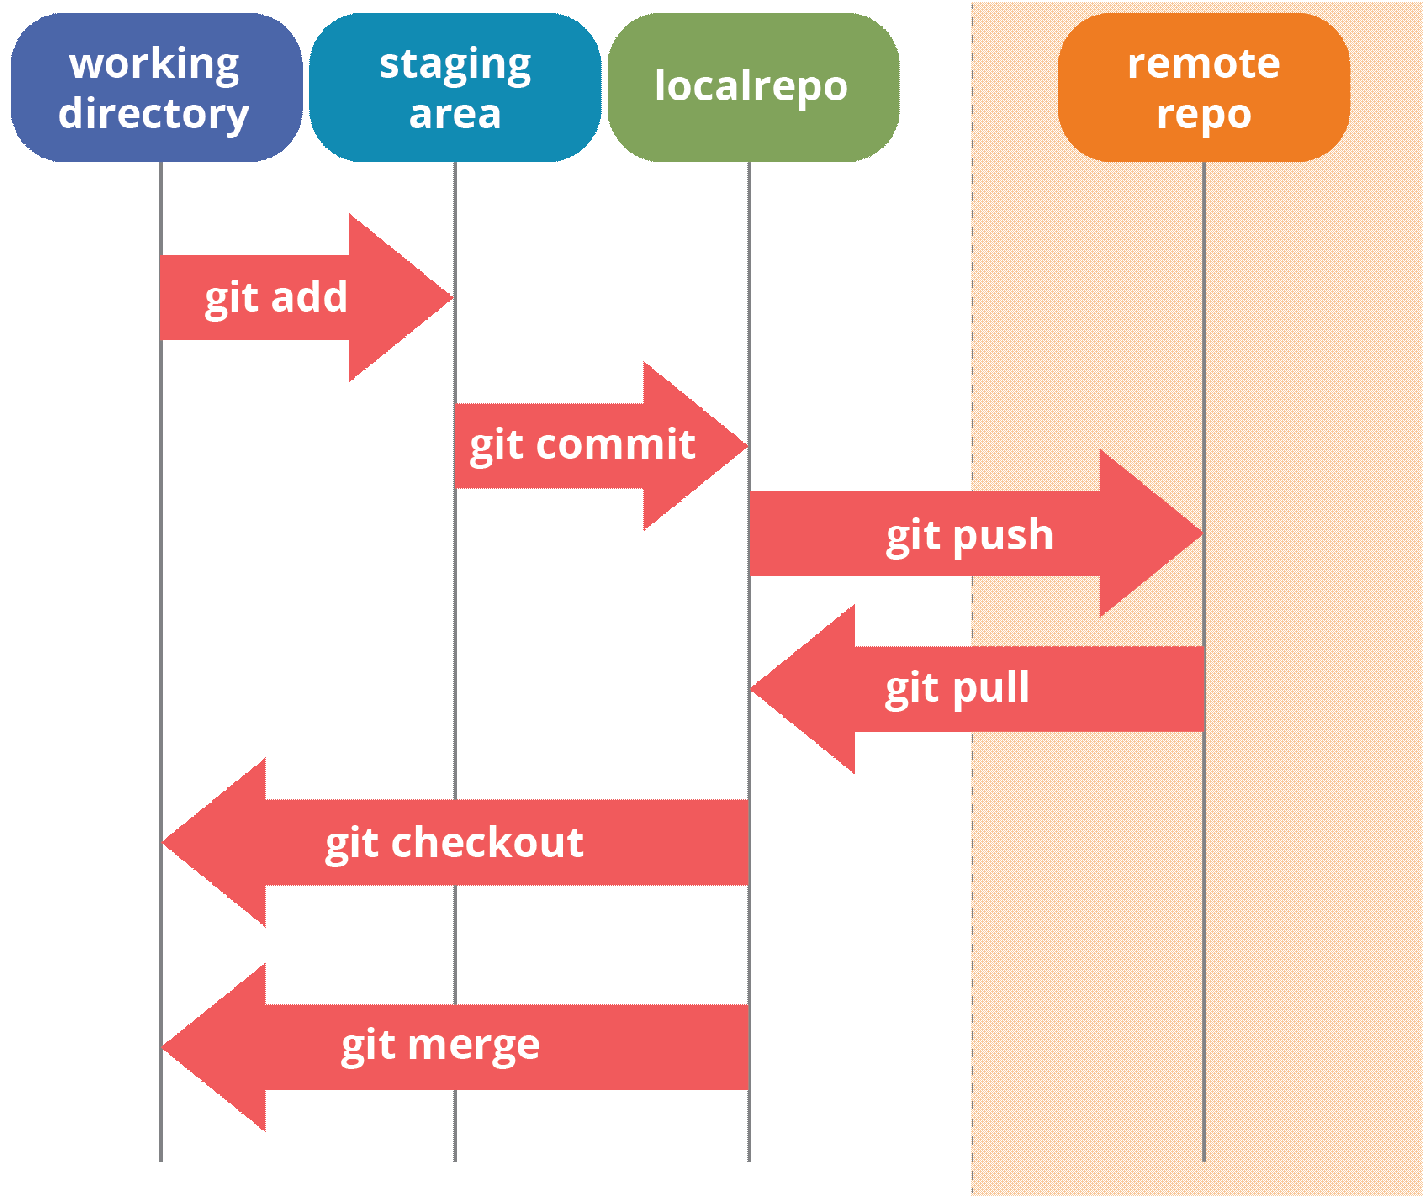 working
directory
staging
area
localrepo
remote
repo
git add
git commit
git push
git pull
git checkout
git merge